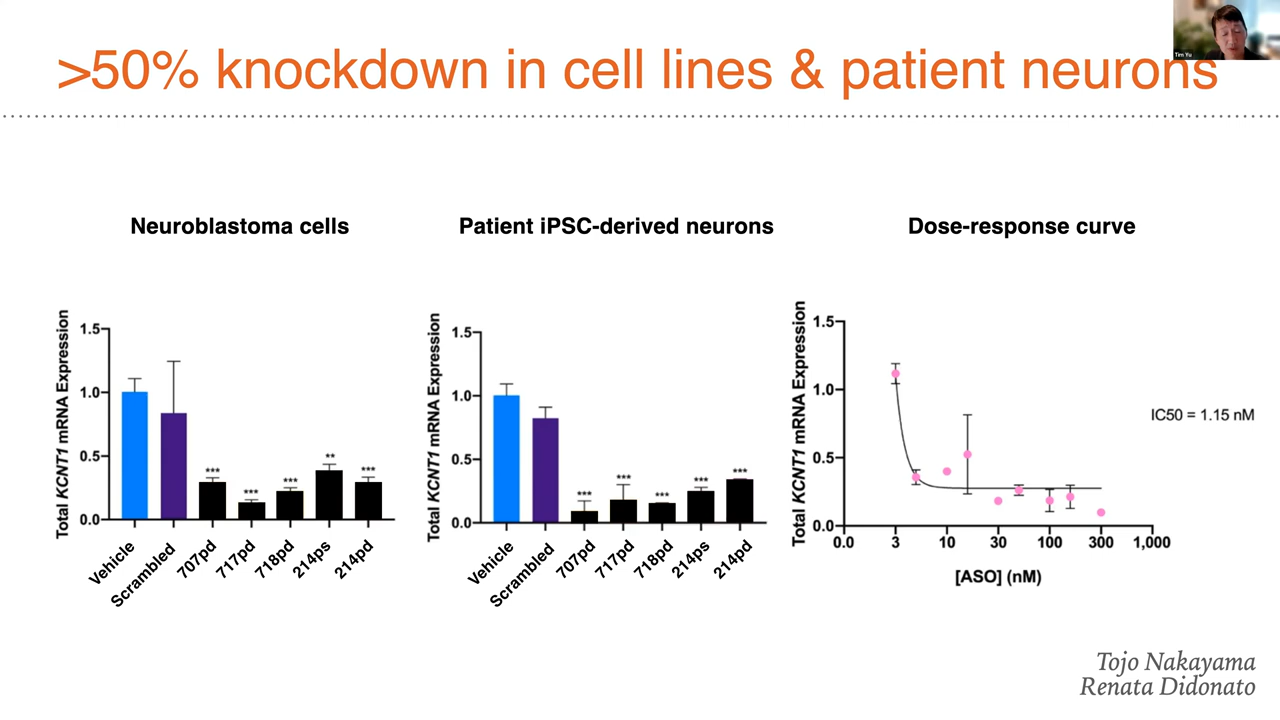 >50% knockdown in cell lines & patient neurons
Tim Yu
Neuroblastoma cells
Patient iPSC-derived neurons
Dose-response curve
Total KCNT1 mRNA Expression
1.5
1.0
0.5
0.0
***
***
***
**
***
Vehicle
Scrambled
707pd
717pd
718pd
214ps
214pd
Total KCNT1 mRNA Expression
1.5
1.0
0.5
0.0
***
***
***
***
***
Vehicle
Scrambled
707pd
717pd
718pd
214ps
214pd
Total KCNT1 mRNA Expression
1.5
1.0
0.5
0.0
0.0 3 10 30 100 300 1,000
[ASO] (nM)
IC50 = 1.15 nM
Tojo Nakayama
Renata Didonato